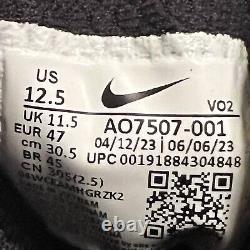 US
12.5
UK 11.5
EUR 47
cm 30.5
BR 45
CN 305(2.5)
V02
AO7507-001
04/12/23 | 06/06/23
UPC 00191884304848